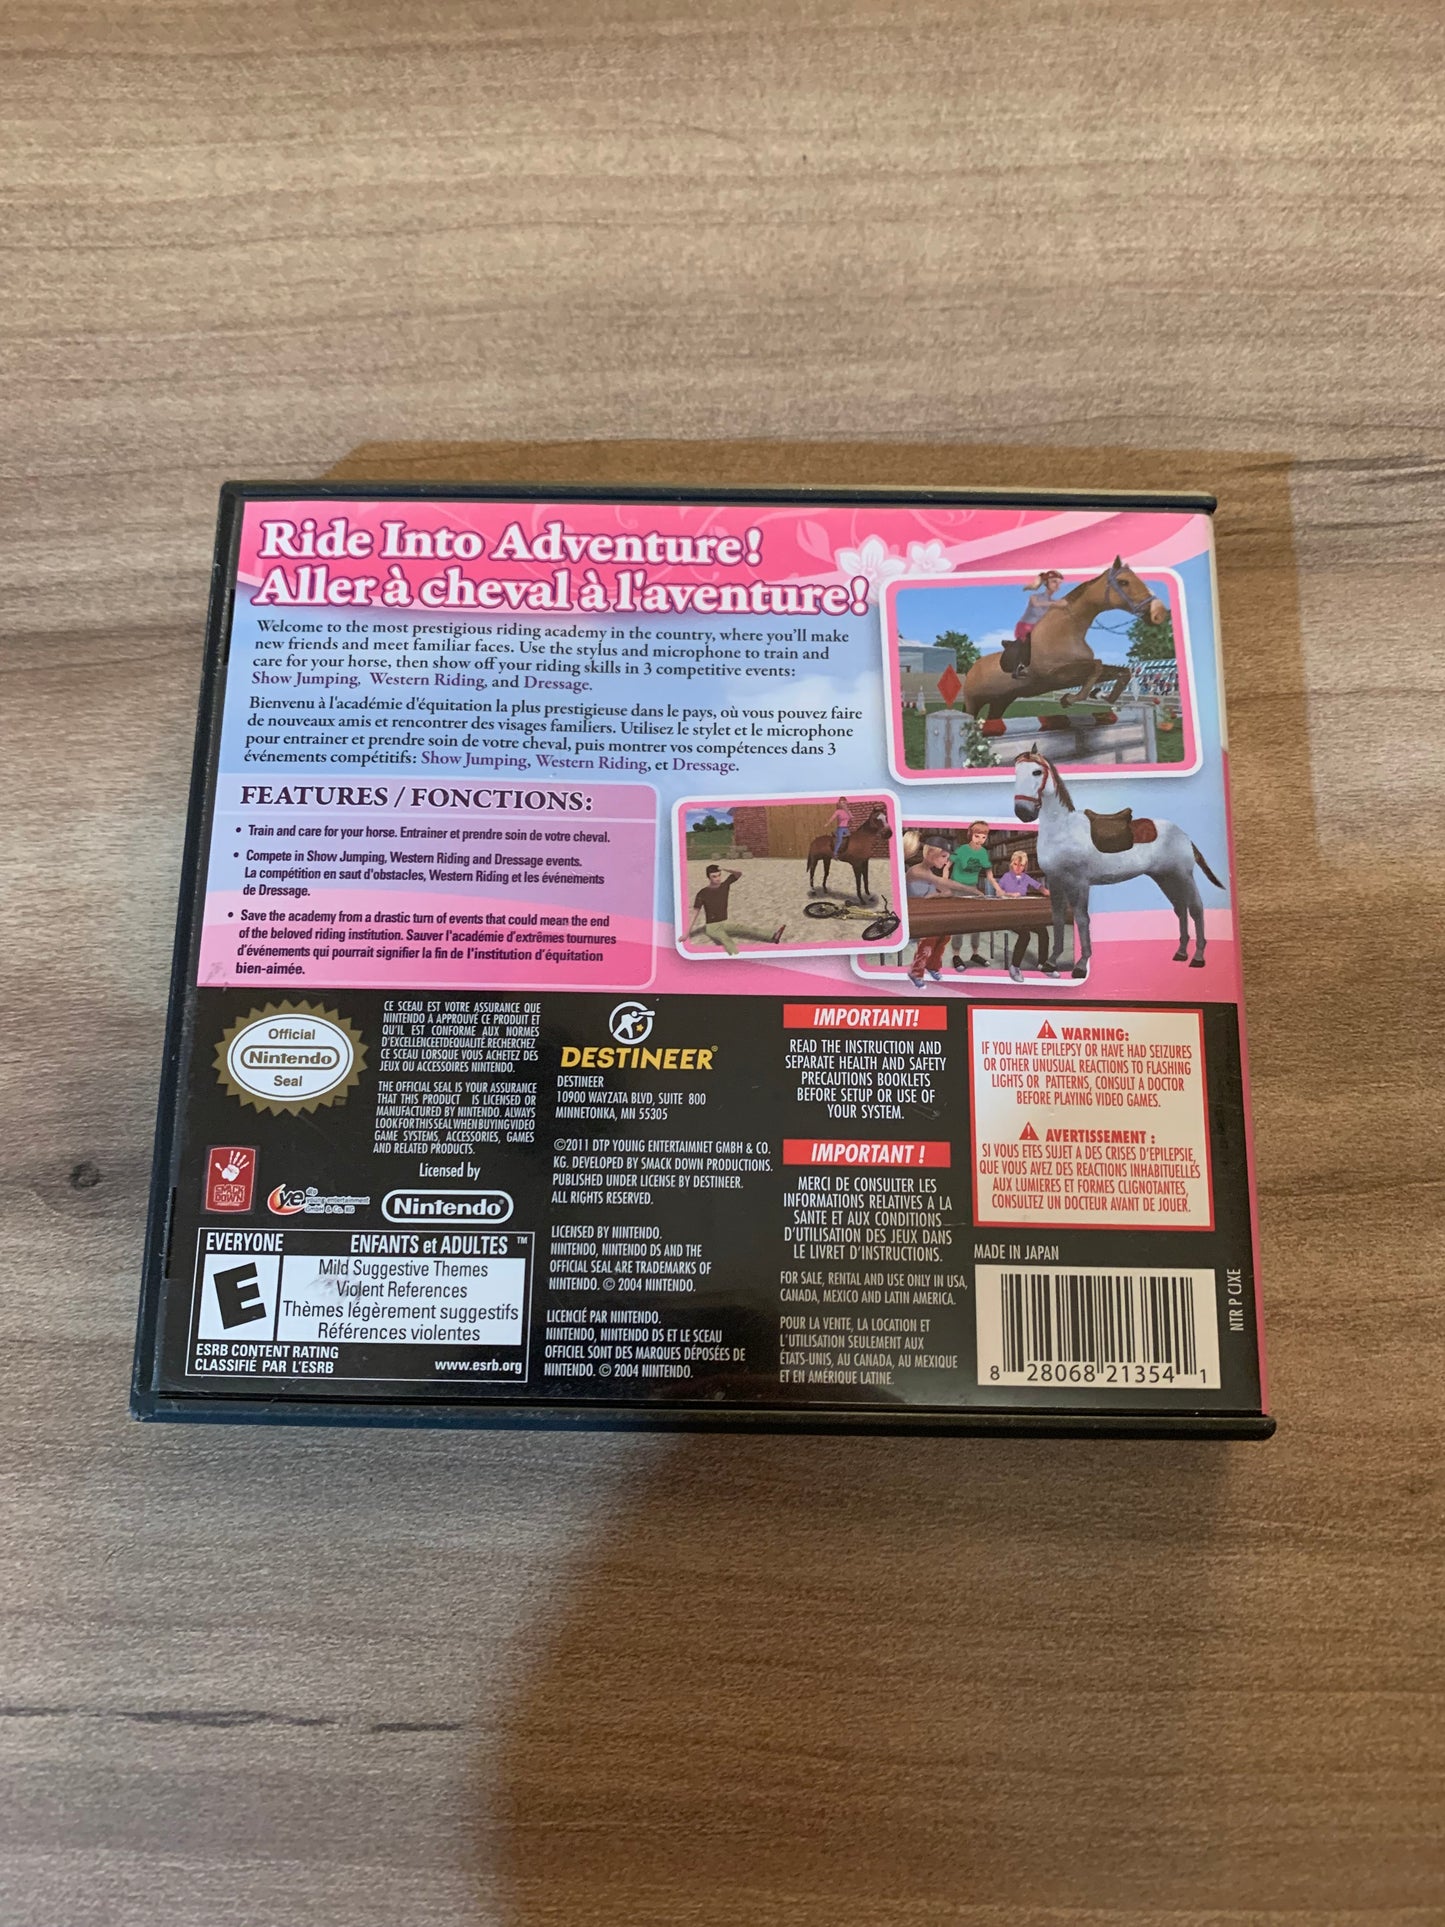 Ride Into Adventure!
Aller à cheval à l'aventure!
Welcome to the most prestigious riding academy in the country, where you'll make
new friends and meet familiar faces. Use the stylus and microphone to train and
care for your horse, then show off your riding skills in 3 competitive events:
Show Jumping, Western Riding, and Dressage.
Bienvenu à l'académie d'équitation la plus prestigieuse dans le pays, où vous pouvez faire
de nouveaux amis et rencontrer des visages familiers. Utilisez le stylet et le microphone
pour entrainer et prendre soin de votre cheval, puis montrer vos compétences dans 3
événements compétitifs: Show Jumping, Western Riding, et Dressage.
FEATURES / FONCTIONS:
• Train and care for your horse. Entrainer et prendre soin de votre cheval.
• Compete in Show Jumping, Western Riding and Dressage events.
La compétition en saut d'obstacles, Western Riding et les événements
de Dressage.
• Save the academy from a drastic turn of events that could mean the end
of the beloved riding institution. Sauver l'académie d'extrêmes tournures
d'événements qui pourrait signifier la fin de l'institution d'équitation
bien-aimée.
Official
Nintendo
Seal
CE SCEAU EST VOTRE ASSURANCE QUE
NINTENDO A APPROUVÉ CE PRODUIT ET
QU'IL EST CONFORME AUX NORMES
D'EXCELLENCE ET DE QUALITÉ. RECHERCHEZ
CE SCEAU LORSQUE VOUS ACHETEZ DES
JEUX OU ACCESSOIRES NINTENDO.
THE OFFICIAL SEAL IS YOUR ASSURANCE
THAT THIS PRODUCT IS LICENSED OR
MANUFACTURED BY NINTENDO. ALWAYS
LOOK FOR THIS SEAL WHEN BUYING VIDEO
GAME SYSTEMS, ACCESSORIES, GAMES
AND RELATED PRODUCTS.
Licensed by
Nintendo®
SMACK
DOWN
dtp
young entertainment
GmbH & Co. KG
EVERYONE ENFANTS et ADULTES ™
E
Mild Suggestive Themes
Violent References
Thèmes légèrement suggestifs
Références violentes
ESRB CONTENT RATING
CLASSIFIÉ PAR L'ESRB www.esrb.org
DESTINEER®
DESTINEER
10900 WAYZATA BLVD, SUITE 800
MINNETONKA, MN 55305
©2011 DTP YOUNG ENTERTAIMNET GMBH & CO.
KG. DEVELOPED BY SMACK DOWN PRODUCTIONS.
PUBLISHED UNDER LICENSE BY DESTINEER.
ALL RIGHTS RESERVED.
LICENSED BY NINTENDO.
NINTENDO, NINTENDO DS AND THE
OFFICIAL SEAL ARE TRADEMARKS OF
NINTENDO. © 2004 NINTENDO.
LICENCIÉ PAR NINTENDO.
NINTENDO, NINTENDO DS ET LE SCEAU
OFFICIEL SONT DES MARQUES DÉPOSÉES DE
NINTENDO. © 2004 NINTENDO.
IMPORTANT!
READ THE INSTRUCTION AND
SEPARATE HEALTH AND SAFETY
PRECAUTIONS BOOKLETS
BEFORE SETUP OR USE OF
YOUR SYSTEM.
IMPORTANT !
MERCI DE CONSULTER LES
INFORMATIONS RELATIVES A LA
SANTE ET AUX CONDITIONS
D'UTILISATION DES JEUX DANS
LE LIVRET D'INSTRUCTIONS.
FOR SALE, RENTAL AND USE ONLY IN USA,
CANADA, MEXICO AND LATIN AMERICA.
POUR LA VENTE, LA LOCATION ET
L'UTILISATION SEULEMENT AUX
ÉTATS-UNIS, AU CANADA, AU MEXIQUE
ET EN AMÉRIQUE LATINE.
WARNING:
IF YOU HAVE EPILEPSY OR HAVE HAD SEIZURES
OR OTHER UNUSUAL REACTIONS TO FLASHING
LIGHTS OR PATTERNS, CONSULT A DOCTOR
BEFORE PLAYING VIDEO GAMES.
AVERTISSEMENT :
SI VOUS ETES SUJET A DES CRISES D'ÉPILEPSIE,
QUE VOUS AVEZ DES REACTIONS INHABITUELLES
AUX LUMIERES ET FORMES CLIGNOTANTES,
CONSULTEZ UN DOCTEUR AVANT DE JOUER.
MADE IN JAPAN
8 28068 21354 1
NTR P CJXE